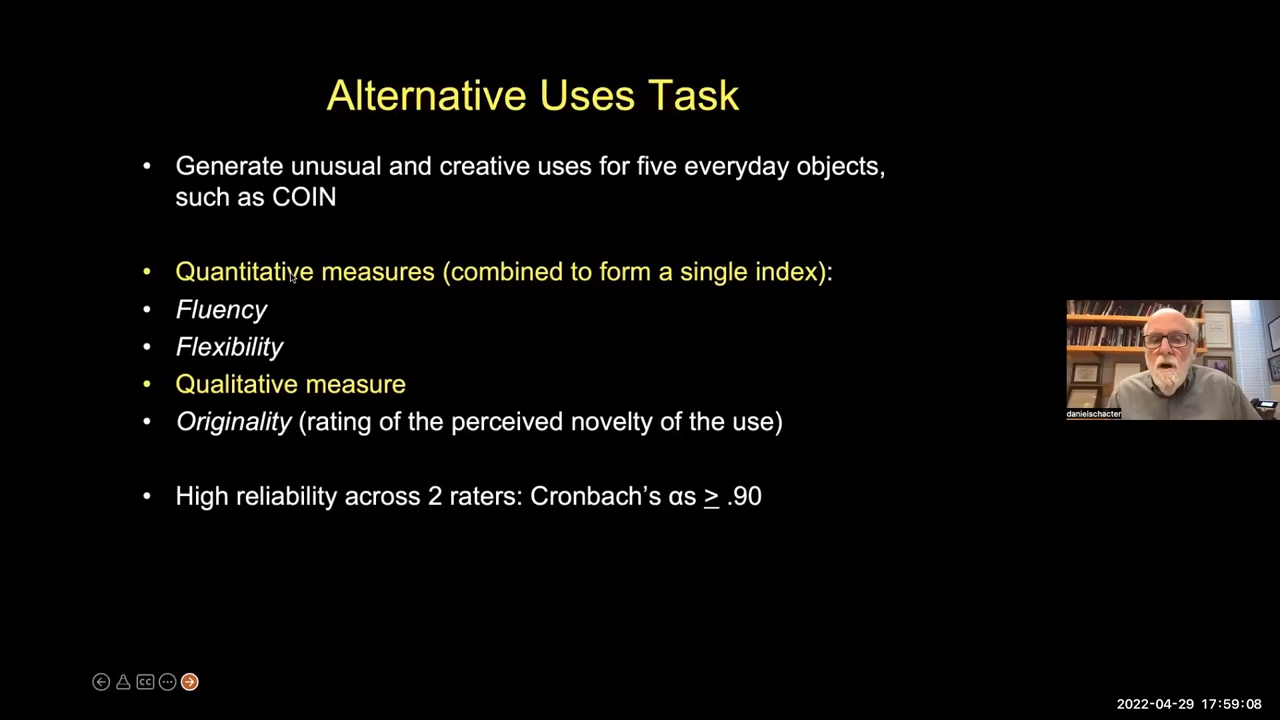 Alternative Uses Task
• Generate unusual and creative uses for five everyday objects,
such as COIN
• Quantitative measures (combined to form a single index):
• Fluency
• Flexibility
• Qualitative measure
• Originality (rating of the perceived novelty of the use)
• High reliability across 2 raters: Cronbach’s αs ≥ .90
danielschacter
CC
2022-04-29 17:59:08